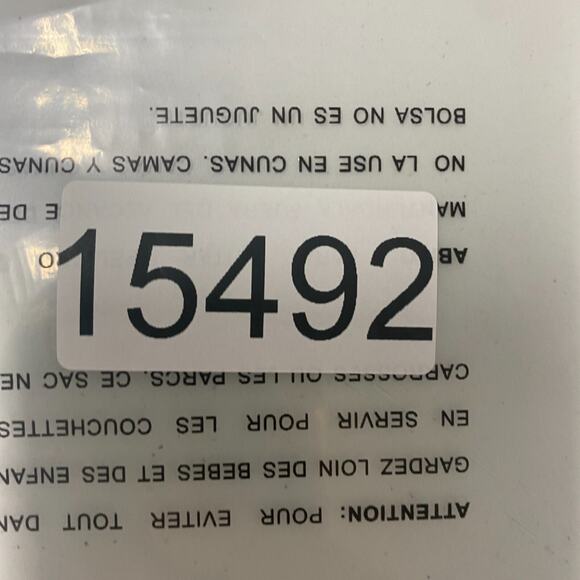 ATTENTION: POUR EVITER TOUT DAN
GARDEZ LOIN DES BEBES ET DES ENFAN
EN SERVIR POUR LES COUCHETTES
CARROSSES OU LES PARCS. CE SAC NE
15492
NO LA USE EN CUNAS. CAMAS Y CUNAS
BOLSA NO ES UN JUGUETE.